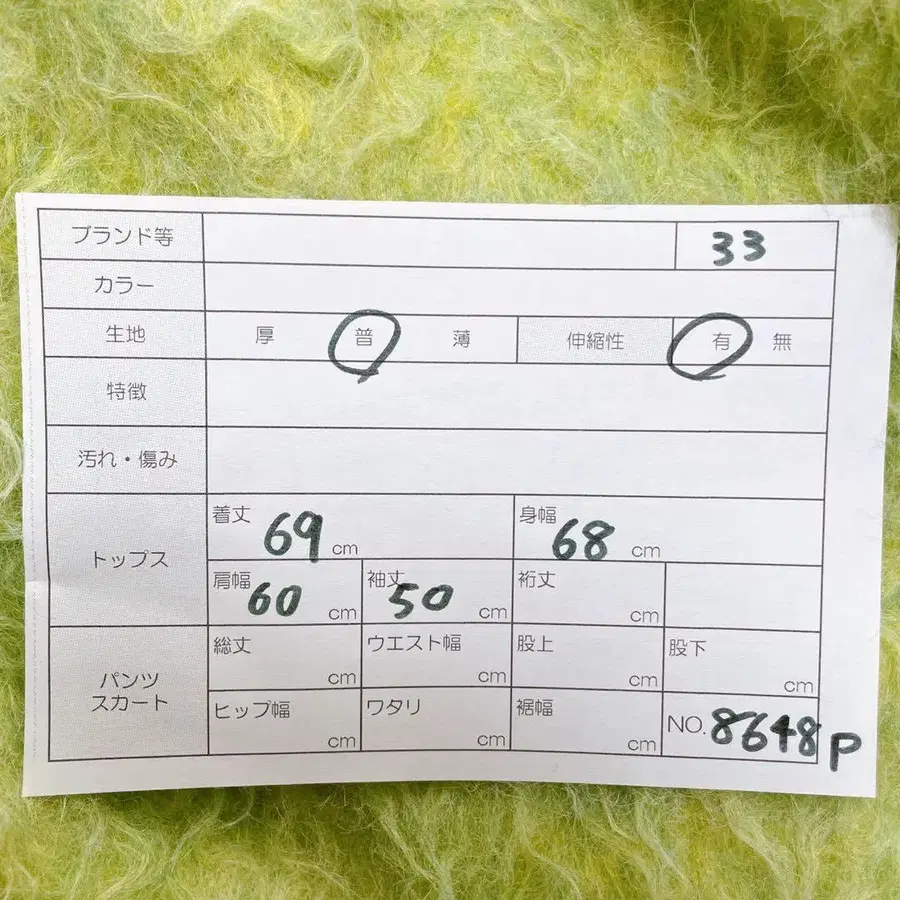 ブランド等 33
カラー
生地 厚 普 薄 伸縮性 有 無
特徴
汚れ・傷み
トップス
着丈 69 cm 身幅 68 cm
肩幅 60 cm 袖丈 50 cm 裄丈 cm
パンツ
スカート
総丈 cm ウエスト幅 cm 股上 cm 股下 cm
ヒップ幅 cm ワタリ cm 裾幅 cm NO. 8648 P